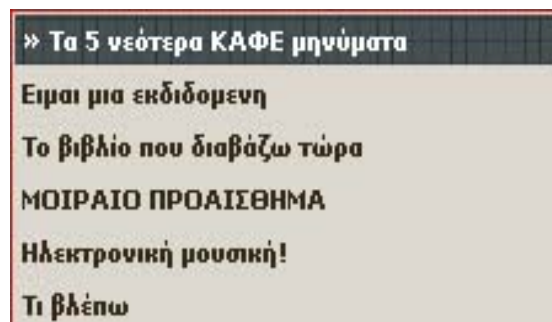 » Τα 5 νεότερα ΚΑΦΕ μηνύματα
Ειμαι μια εκδιδομενη
Το βιβλίο που διαβάζω τώρα
ΜΟΙΡΑΙΟ ΠΡΟΑΙΣΘΗΜΑ
Ηλεκτρονική μουσική!
Τι βλέπω